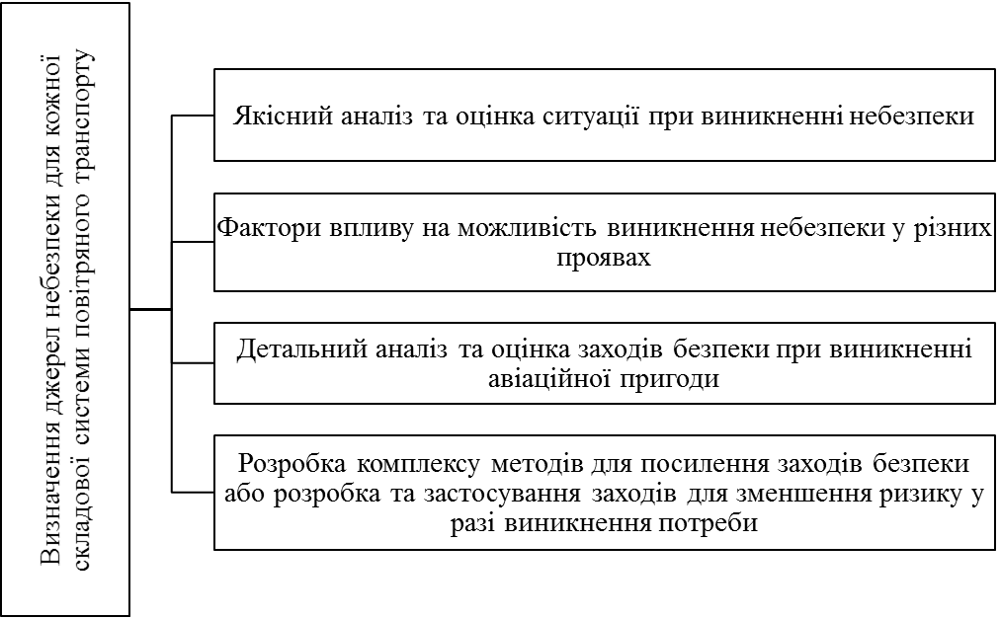 Визначення джерел небезпеки для кожної
складової системи повітряного транспорту
Якісний аналіз та оцінка ситуації при виникненні небезпеки
Фактори впливу на можливість виникнення небезпеки у різних
проявах
Детальний аналіз та оцінка заходів безпеки при виникненні
авіаційної пригоди
Розробка комплексу методів для посилення заходів безпеки
або розробка та застосування заходів для зменшення ризику у
разі виникнення потреби